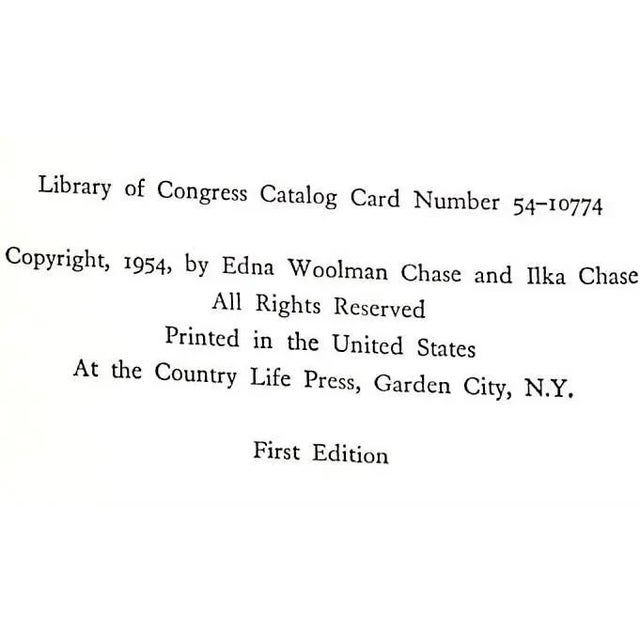 Library of Congress Catalog Card Number 54–10774
Copyright, 1954, by Edna Woolman Chase and Ilka Chase
All Rights Reserved
Printed in the United States
At the Country Life Press, Garden City, N.Y.
First Edition